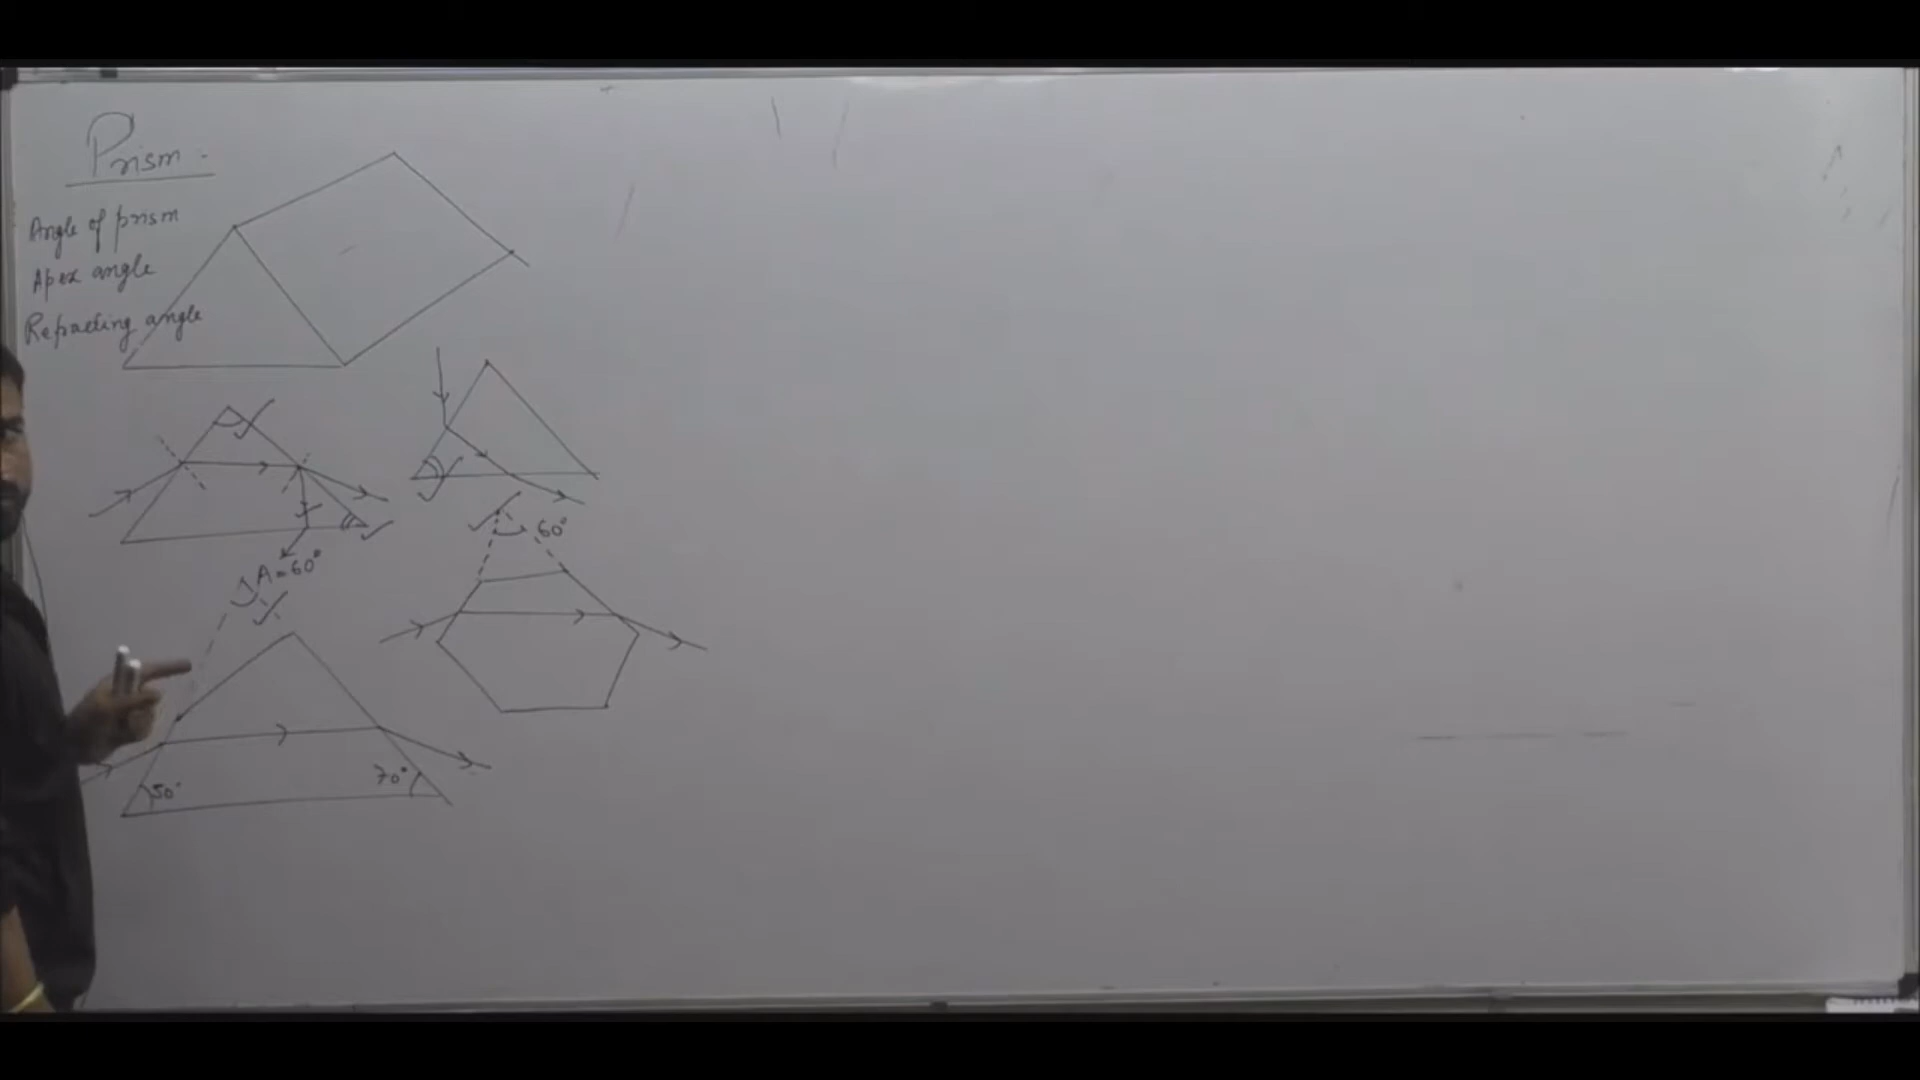 Prism.
Angle of prism
Apex angle
Refracting angle
60°
A = 60°
50°
70°